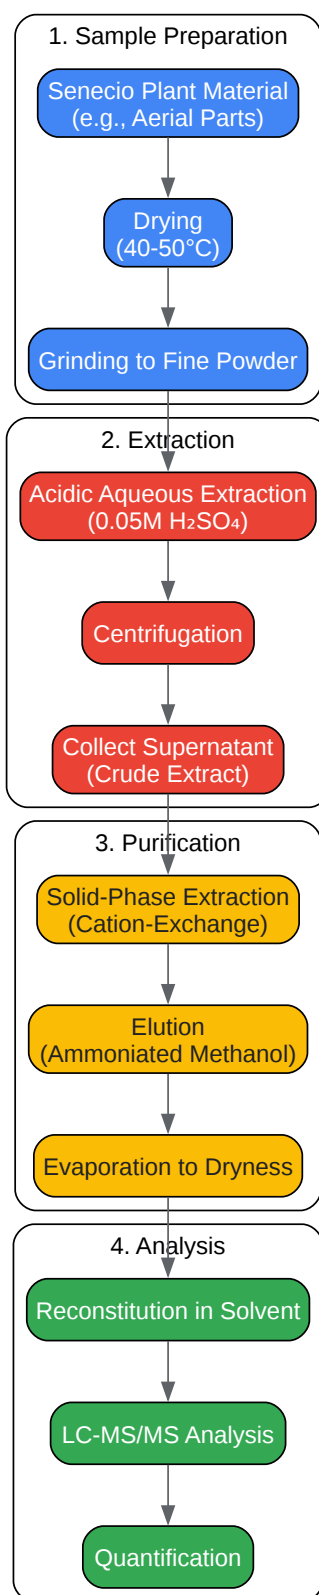 1. Sample Preparation
Senecio Plant Material
(e.g., Aerial Parts)
Drying
(40-50°C)
Grinding to Fine Powder
2. Extraction
Acidic Aqueous Extraction
(0.05M H₂SO₄)
Centrifugation
Collect Supernatant
(Crude Extract)
3. Purification
Solid-Phase Extraction
(Cation-Exchange)
Elution
(Ammoniated Methanol)
Evaporation to Dryness
4. Analysis
Reconstitution in Solvent
LC-MS/MS Analysis
Quantification